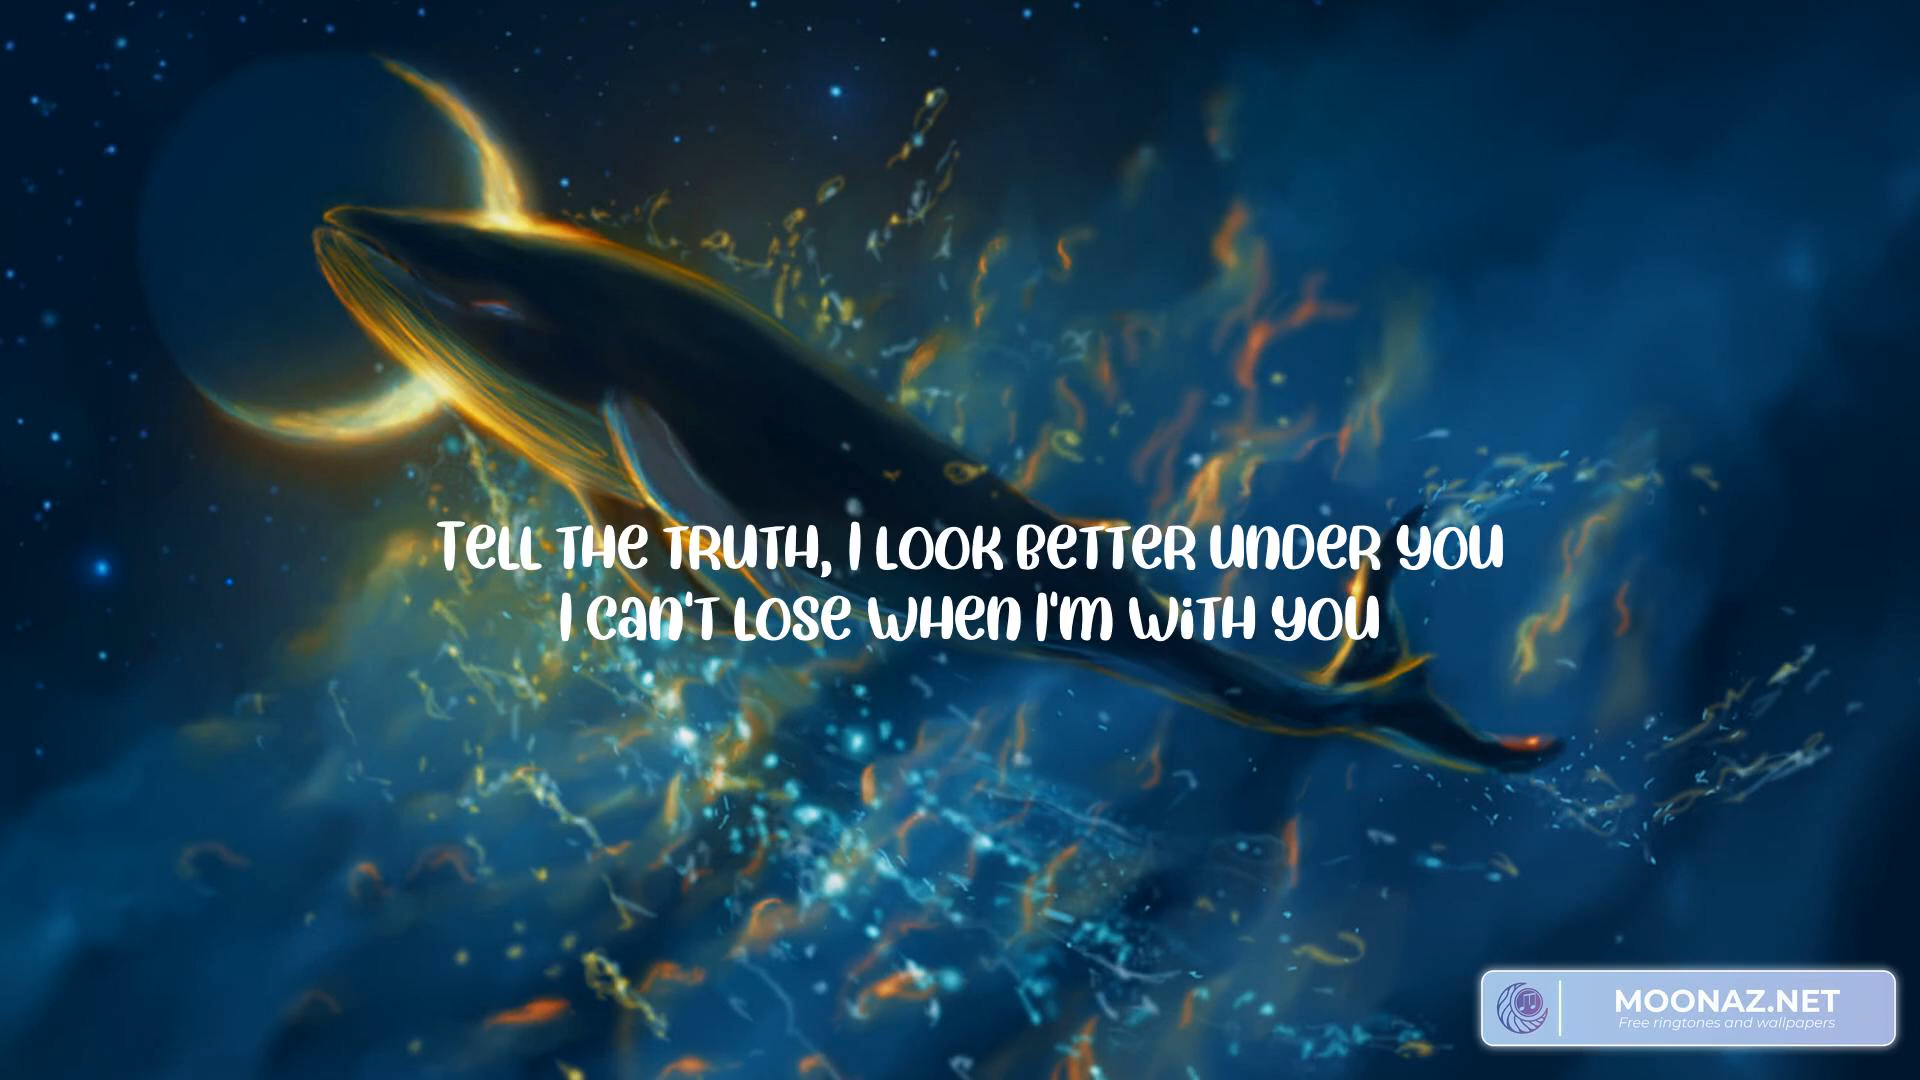 Tell the truth, I look better under you
I can't lose when I'm with you
MOONAZ.NET
Free ringtones and wallpapers